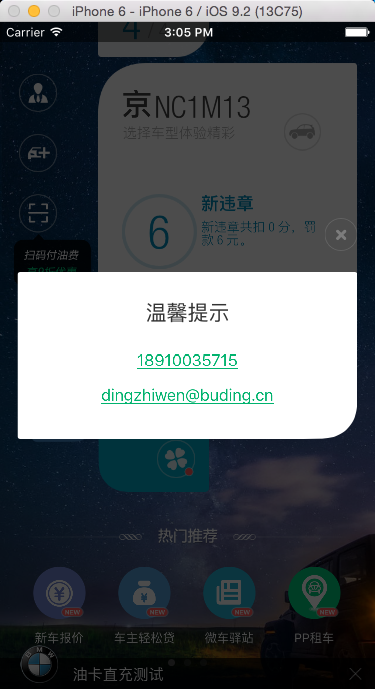 iPhone 6 - iPhone 6 / iOS 9.2 (13C75)
Carrier 3:05 PM
京NC1M13
选择车型体验精彩
6
新违章
新违章共扣 0 分，罚
款 6 元。
扫码付油费
温馨提示
18910035715
dingzhiwen@buding.cn
热门推荐
NEW NEW NEW NEW
新车报价 车主轻松贷 微车驿站 PP租车
BMW
油卡直充测试